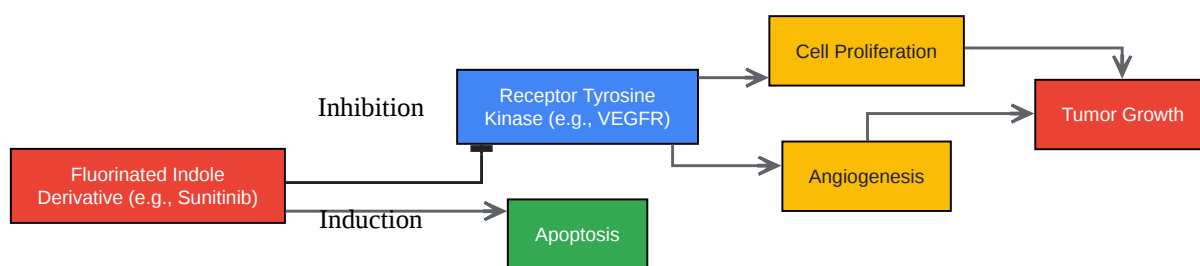 Cell Proliferation
Receptor Tyrosine
Kinase (e.g., VEGFR)
Inhibition
Tumor Growth
Fluorinated Indole
Derivative (e.g., Sunitinib)
Angiogenesis
Induction
Apoptosis